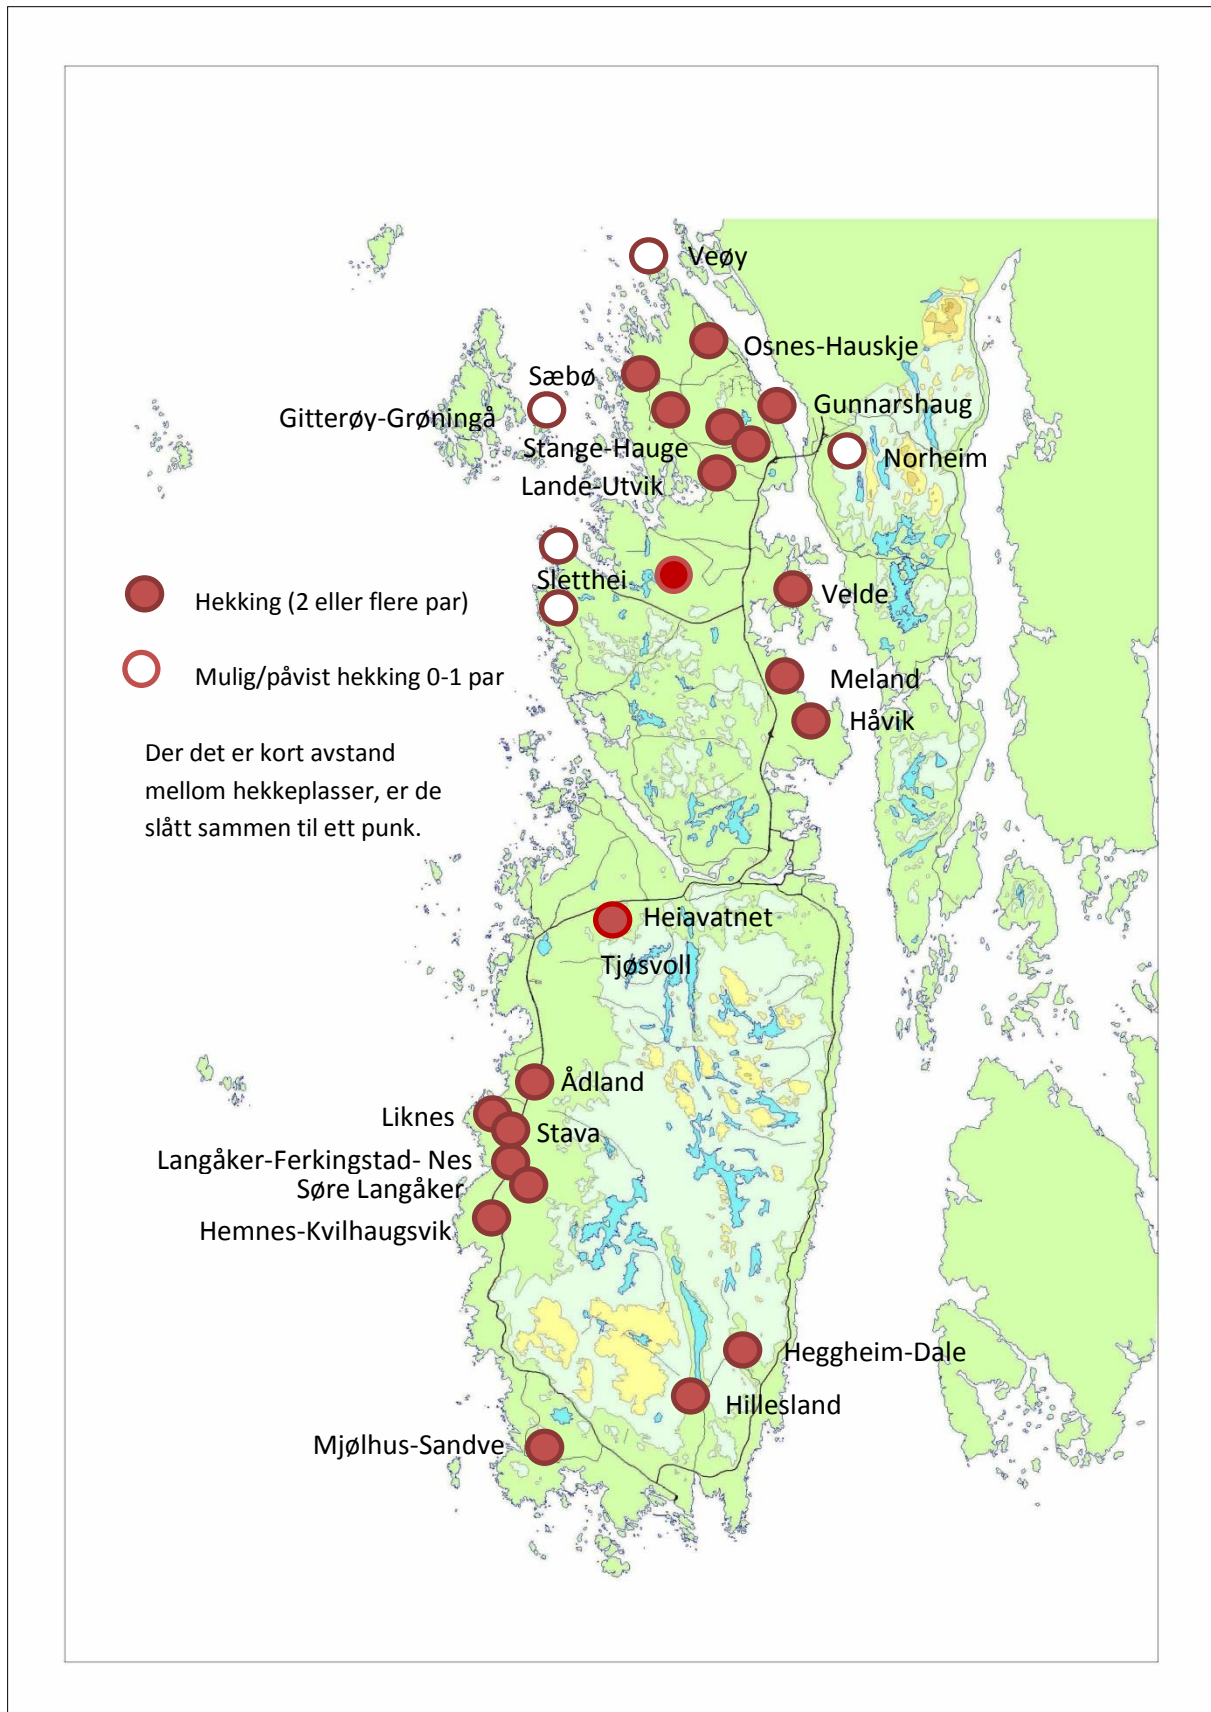 Veøy
Osnes-Hauskje
Sæbø
Gunnarshaug
Gitterøy-Grøningå
Stange-Hauge
Norheim
Lande-Utvik
Sletthei
Velde
Hekking (2 eller flere par)
Mulig/påvist hekking 0-1 par
Meland
Håvik
Der det er kort avstand
mellom hekkeplasser, er de
slått sammen til ett punk.
Heiavatnet
Tjøsvoll
Ådland
Liknes
Stava
Langåker-Ferkingstad- Nes
Søre Langåker
Hemnes-Kvilhaugsvik
Heggheim-Dale
Hillesland
Mjølhus-Sandve